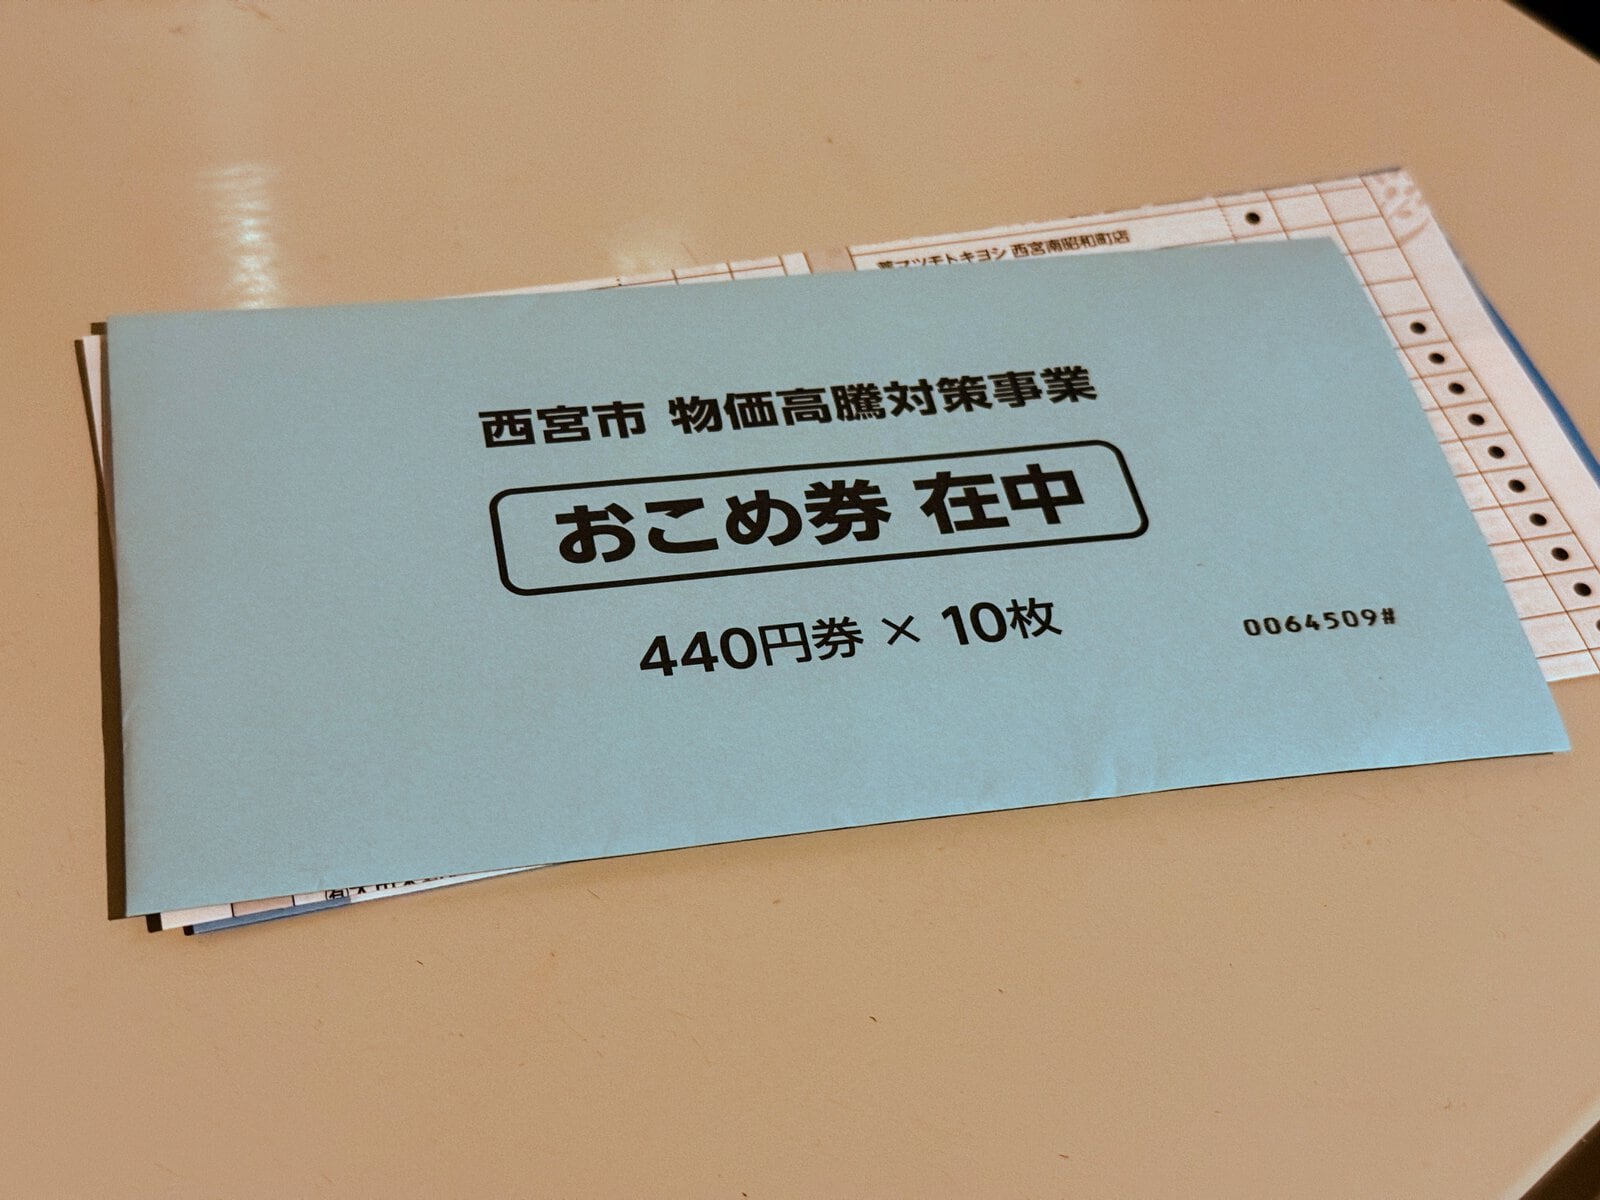 マツモトキヨシ 西宮南昭和町店
西宮市 物価高騰対策事業
おこめ券 在中
440円券 × 10枚
0064509#